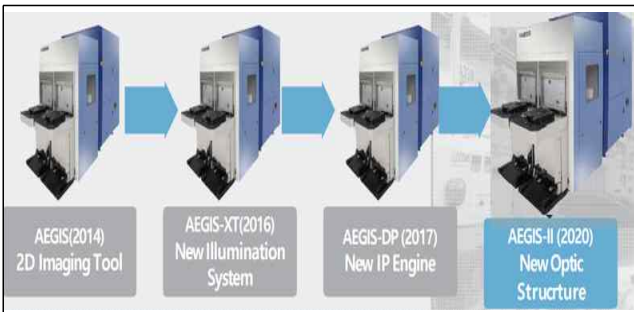 AEGIS(2014)
2D Imaging Tool
AEGIS-XT(2016)
New Illumination
System
AEGIS-DP (2017)
New IP Engine
AEGIS-II (2020)
New Optic
Strucrture